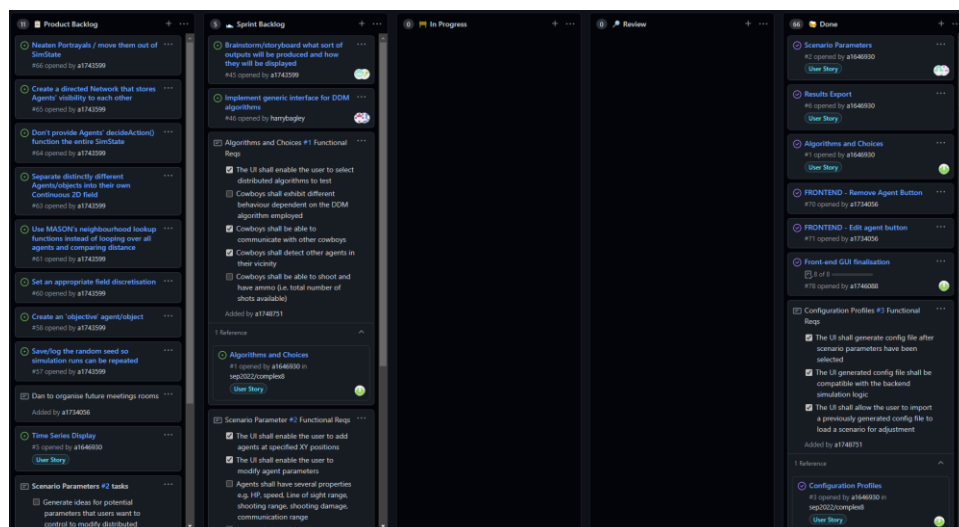 11 Product Backlog
Neaten Portrayals / move them out of
SimState
#66 opened by a1743599
Create a directed Network that stores
Agents' visibility to each other
#65 opened by a1743599
Don't provide Agents' decideAction()
function the entire SimState
#64 opened by a1743599
Separate distinctly different
Agents/objects into their own
Continuous 2D field
#63 opened by a1743599
Use MASON's neighbourhood lookup
functions instead of looping over all
agents and comparing distance
#61 opened by a1743599
Set an appropriate field discretisation
#60 opened by a1743599
Create an 'objective' agent/object
#58 opened by a1743599
Save/log the random seed so
simulation runs can be repeated
#57 opened by a1743599
Dan to organise future meetings rooms
Added by a1734056
Time Series Display
#5 opened by a1646930
User Story
Scenario Parameters #2 tasks
Generate ideas for potential
parameters that users want to
control to modify distributed
5 Sprint Backlog
Brainstorm/storyboard what sort of
outputs will be produced and how
they will be displayed
#45 opened by a1743599
Implement generic interface for DDM
algorithms
#46 opened by harrybagley
Algorithms and Choices #1 Functional
Reqs
The UI shall enable the user to select
distributed algorithms to test
Cowboys shall exhibit different
behaviour dependent on the DDM
algorithm employed
Cowboys shall be able to
communicate with other cowboys
Cowboys shall detect other agents in
their vicinity
Cowboys shall be able to shoot and
have ammo (i.e. total number of
shots available)
Added by a1748751
1 Reference
Algorithms and Choices
#1 opened by a1646930 in
sep2022/complex8
User Story
Scenario Parameter #2 Functional Reqs
The UI shall enable the user to add
agents at specified XY positions
The UI shall enable the user to
modify agent parameters
Agents shall have several properties
e.g. HP, speed, Line of sight range,
shooting range, shooting damage,
communication range
0 In Progress
0 Review
66 Done
Scenario Parameters
#2 opened by a1646930
User Story
Results Export
#6 opened by a1646930
User Story
Algorithms and Choices
#1 opened by a1646930
User Story
FRONTEND - Remove Agent Button
#70 opened by a1734056
FRONTEND - Edit agent button
#71 opened by a1734056
Front-end GUI finalisation
8 of 8
#78 opened by a1746088
Configuration Profiles #3 Functional
Reqs
The UI shall generate config file after
scenario parameters have been
selected
The UI generated config file shall be
compatible with the backend
simulation logic
The UI shall allow the user to import
a previously generated config file to
load a scenario for adjustment
Added by a1748751
1 Reference
Configuration Profiles
#3 opened by a1646930 in
sep2022/complex8
User Story